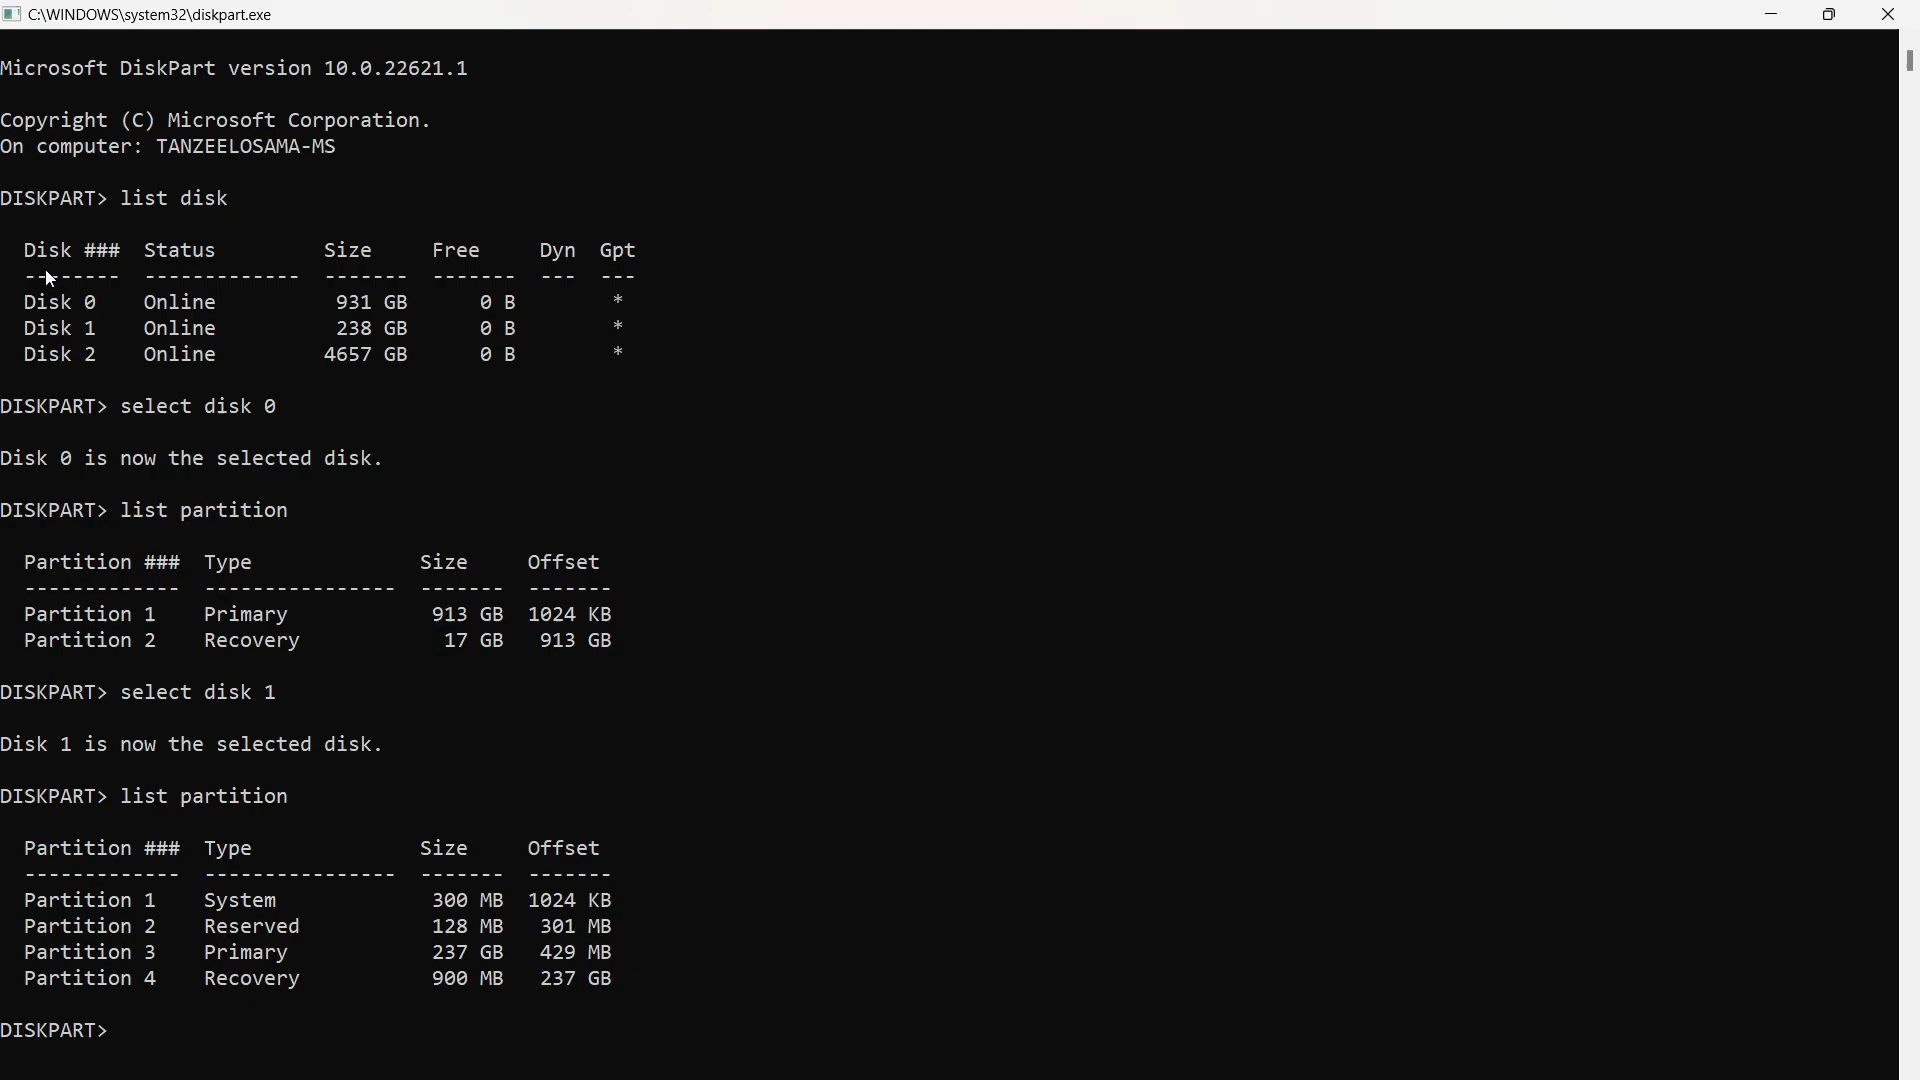 C:\WINDOWS\system32\diskpart.exe
Microsoft DiskPart version 10.0.22621.1
Copyright (C) Microsoft Corporation.
On computer: TANZEELOSAMA-MS
DISKPART> list disk
  Disk ###  Status         Size     Free     Dyn  Gpt
  --------  -------------  -------  -------  ---  ---
  Disk 0    Online          931 GB      0 B        *
  Disk 1    Online          238 GB      0 B        *
  Disk 2    Online         4657 GB      0 B        *
DISKPART> select disk 0
Disk 0 is now the selected disk.
DISKPART> list partition
  Partition ###  Type              Size     Offset
  -------------  ----------------  -------  -------
  Partition 1    Primary            913 GB  1024 KB
  Partition 2    Recovery            17 GB   913 GB
DISKPART> select disk 1
Disk 1 is now the selected disk.
DISKPART> list partition
  Partition ###  Type              Size     Offset
  -------------  ----------------  -------  -------
  Partition 1    System             300 MB  1024 KB
  Partition 2    Reserved           128 MB   301 MB
  Partition 3    Primary            237 GB   429 MB
  Partition 4    Recovery           900 MB   237 GB
DISKPART>